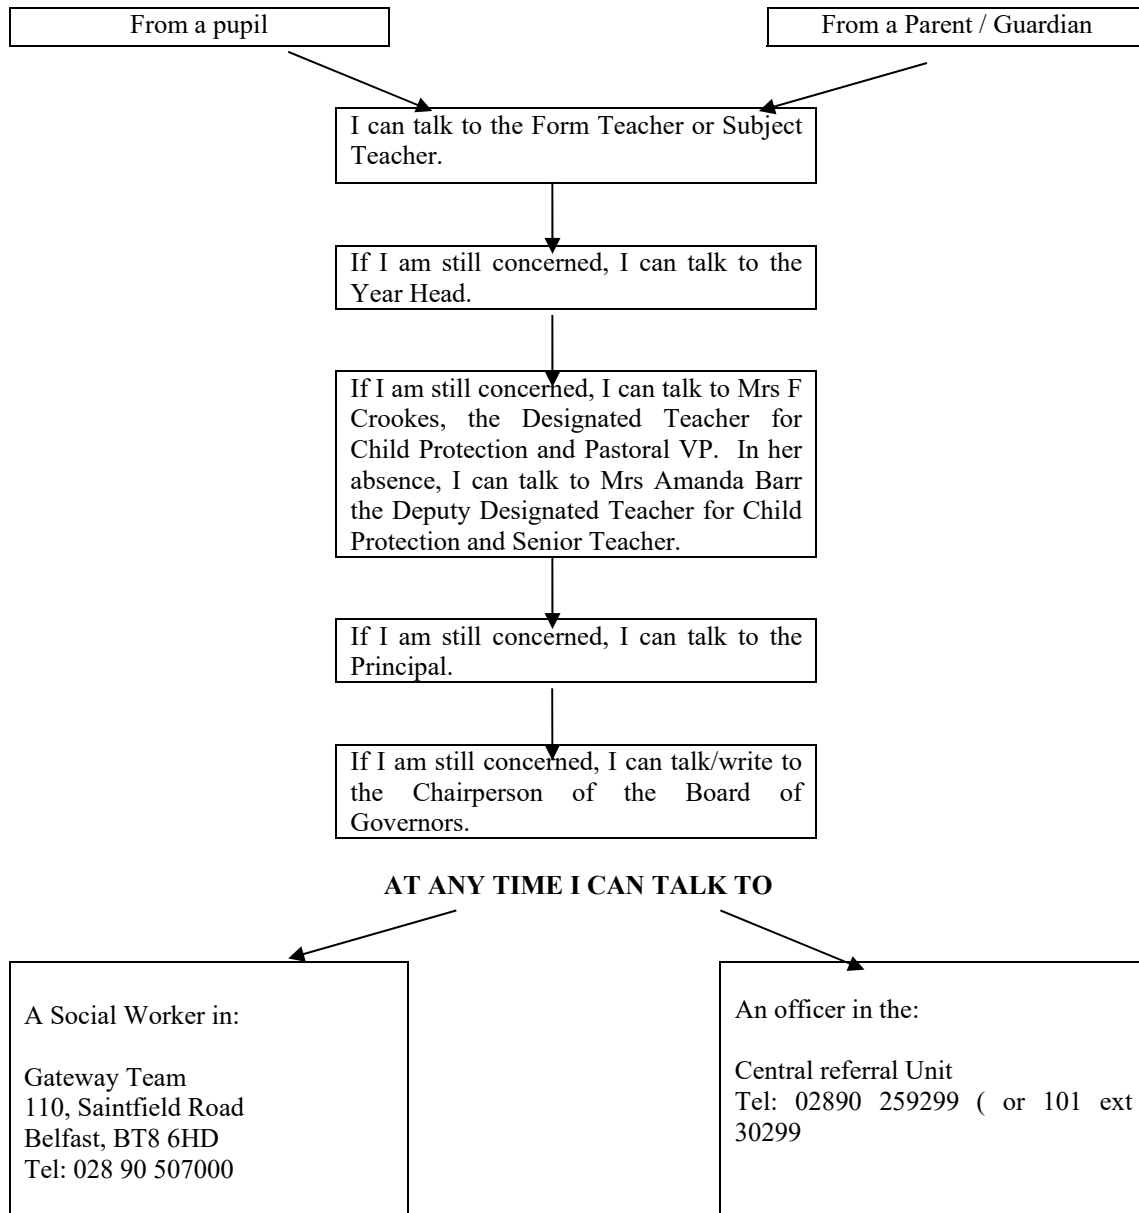 From a pupil
From a Parent / Guardian
I can talk to the Form Teacher or Subject
Teacher.
If I am still concerned, I can talk to the
Year Head.
If I am still concerned, I can talk to Mrs F
Crookes, the Designated Teacher for
Child Protection and Pastoral VP. In her
absence, I can talk to Mrs Amanda Barr
the Deputy Designated Teacher for Child
Protection and Senior Teacher.
If I am still concerned, I can talk to the
Principal.
If I am still concerned, I can talk/write to
the Chairperson of the Board of
Governors.
AT ANY TIME I CAN TALK TO
A Social Worker in:
Gateway Team
110, Saintfield Road
Belfast, BT8 6HD
Tel: 028 90 507000
An officer in the:
Central referral Unit
Tel: 02890 259299 ( or 101 ext
30299